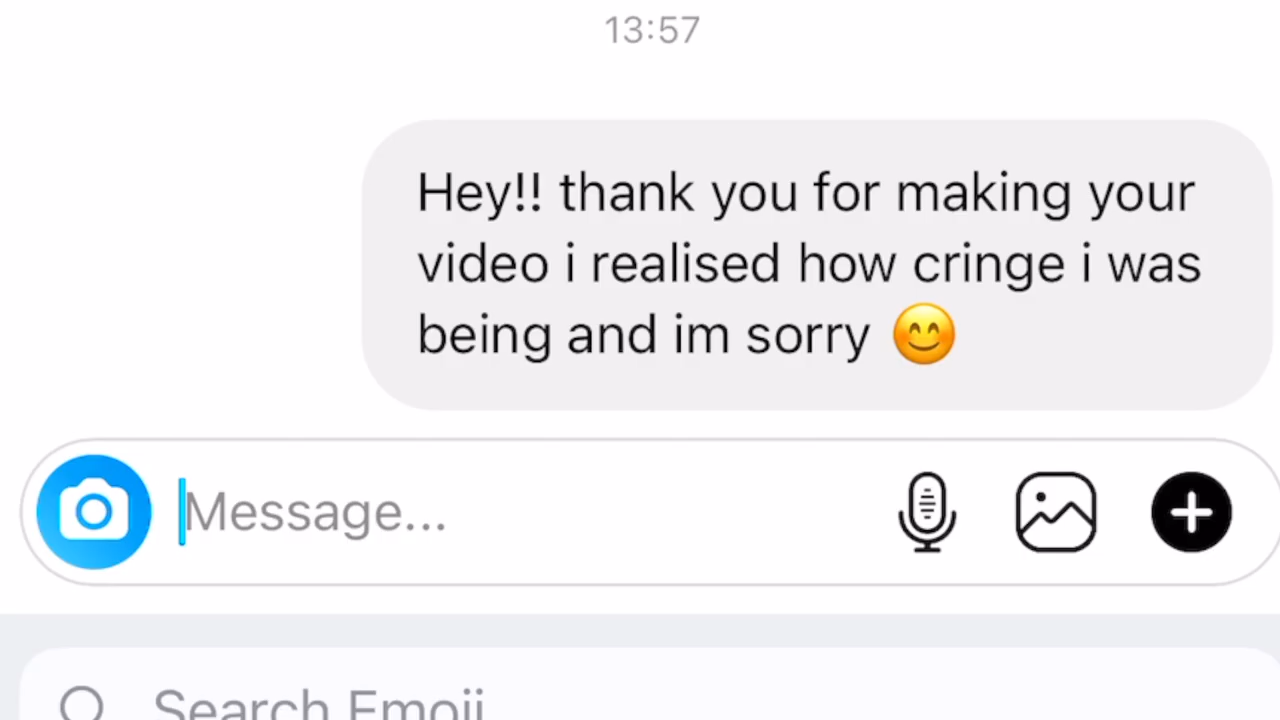 13:57
Hey!! thank you for making your
video i realised how cringe i was
being and im sorry 😊
Message...
Search Emoji